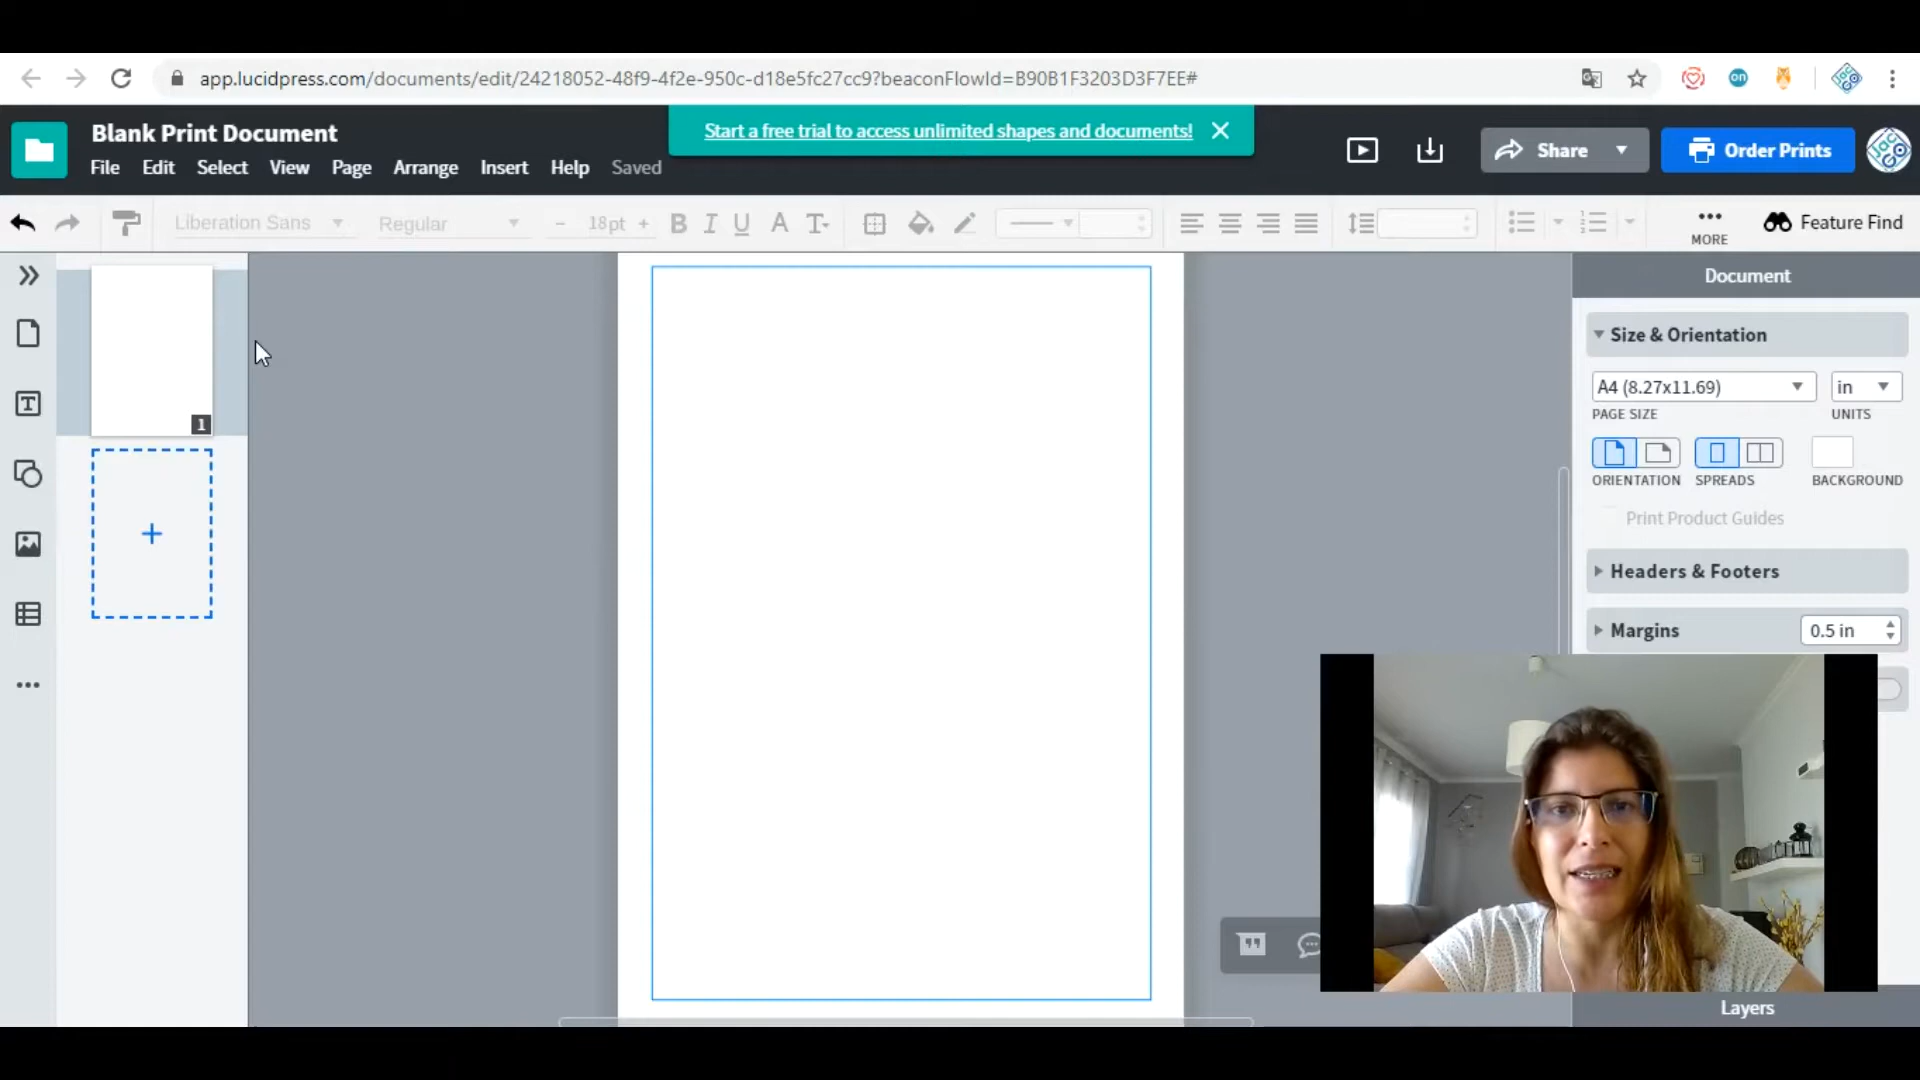 app.lucidpress.com/documents/edit/24218052-48f9-4f2e-950c-d18e5fc27cc9?beaconFlowId=B90B1F3203D3F7EE#
on
Blank Print Document
Start a free trial to access unlimited shapes and documents!
File Edit Select View Page Arrange Insert Help Saved
Share
Order Prints
Liberation Sans Regular 18pt B I U A T
MORE
Feature Find
Document
1
Size & Orientation
A4 (8.27x11.69) in
PAGE SIZE UNITS
ORIENTATION SPREADS BACKGROUND
Print Product Guides
Headers & Footers
Margins 0.5 in
Layers